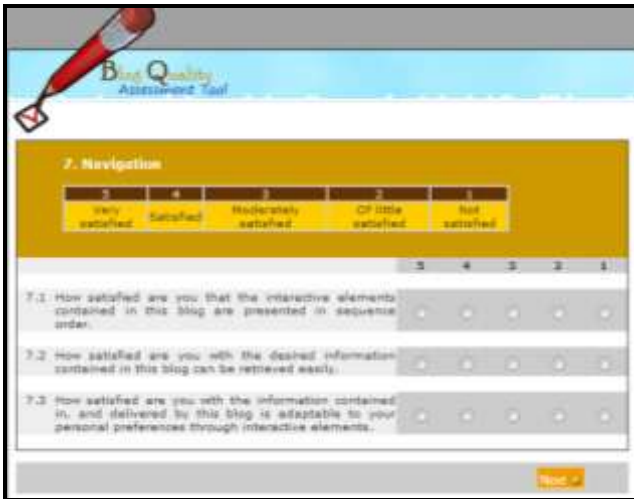 Blog Quality
Assessment Tool
7. Navigation
5 4 3 2 1
Very satisfied Satisfied Moderately satisfied Of little satisfied Not satisfied
5 4 3 2 1
7.1 How satisfied are you that the interactive elements
contained in this blog are presented in sequence
order.
7.2 How satisfied are you with the desired information
contained in this blog can be retrieved easily.
7.3 How satisfied are you with the information contained
in, and delivered by this blog is adaptable to your
personal preferences through interactive elements.
Next